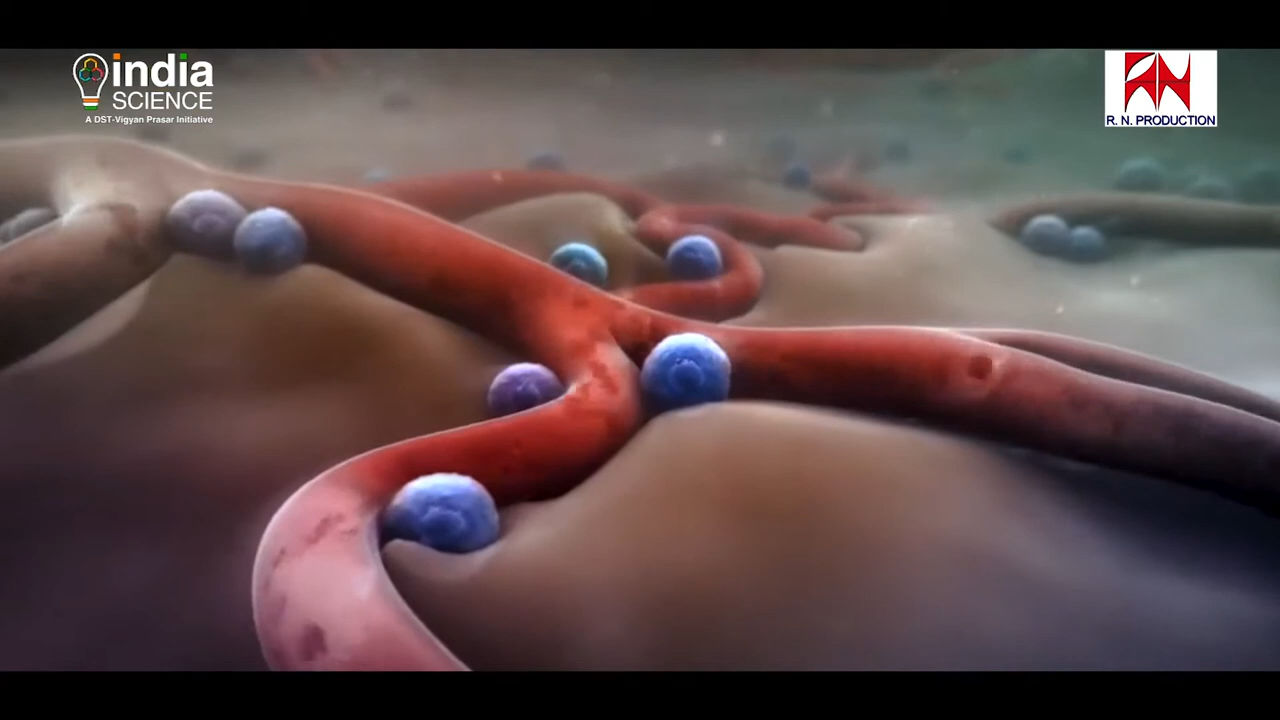 india
SCIENCE
A DST-Vigyan Prasar Initiative
R. N. PRODUCTION